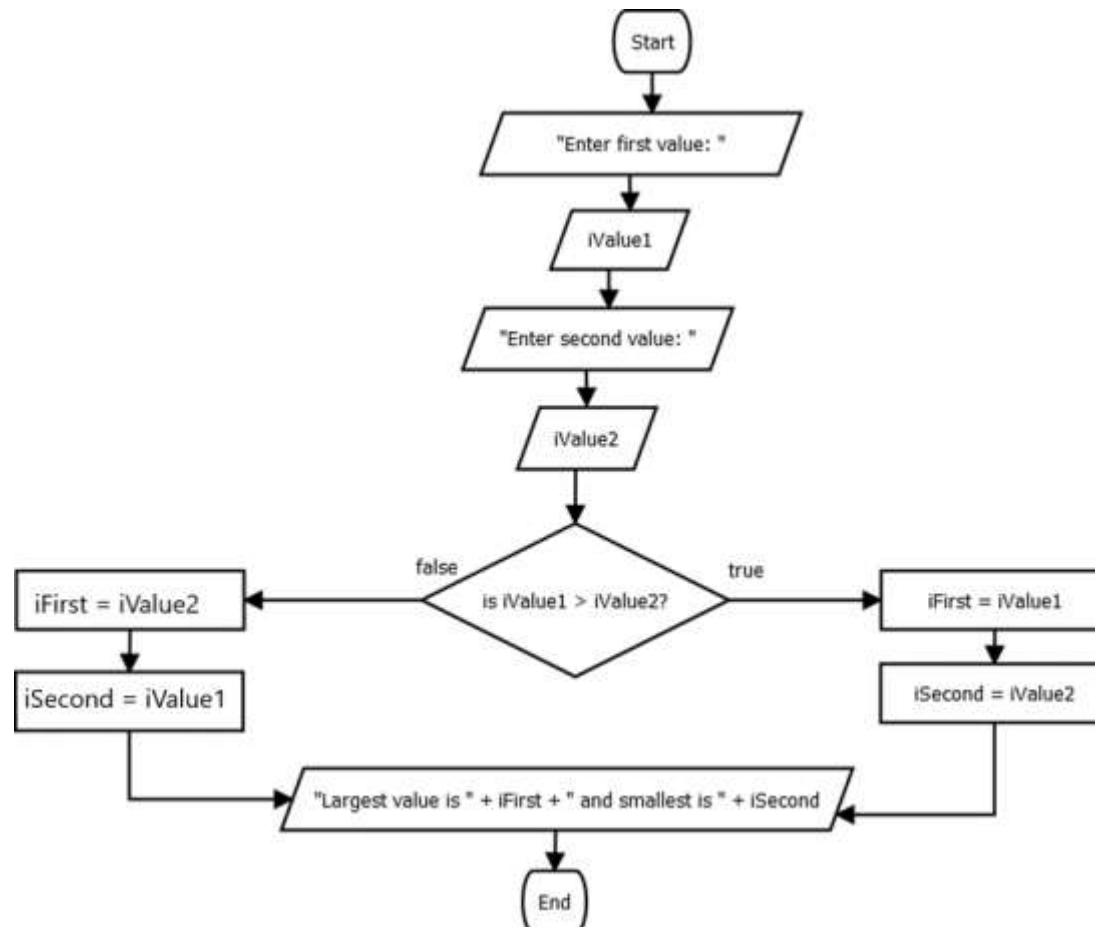 Start
"Enter first value: "
iValue1
"Enter second value: "
iValue2
false
true
is iValue1 > iValue2?
iFirst = iValue2
iFirst = iValue1
iSecond = iValue1
iSecond = iValue2
"Largest value is " + iFirst + " and smallest is " + iSecond
End